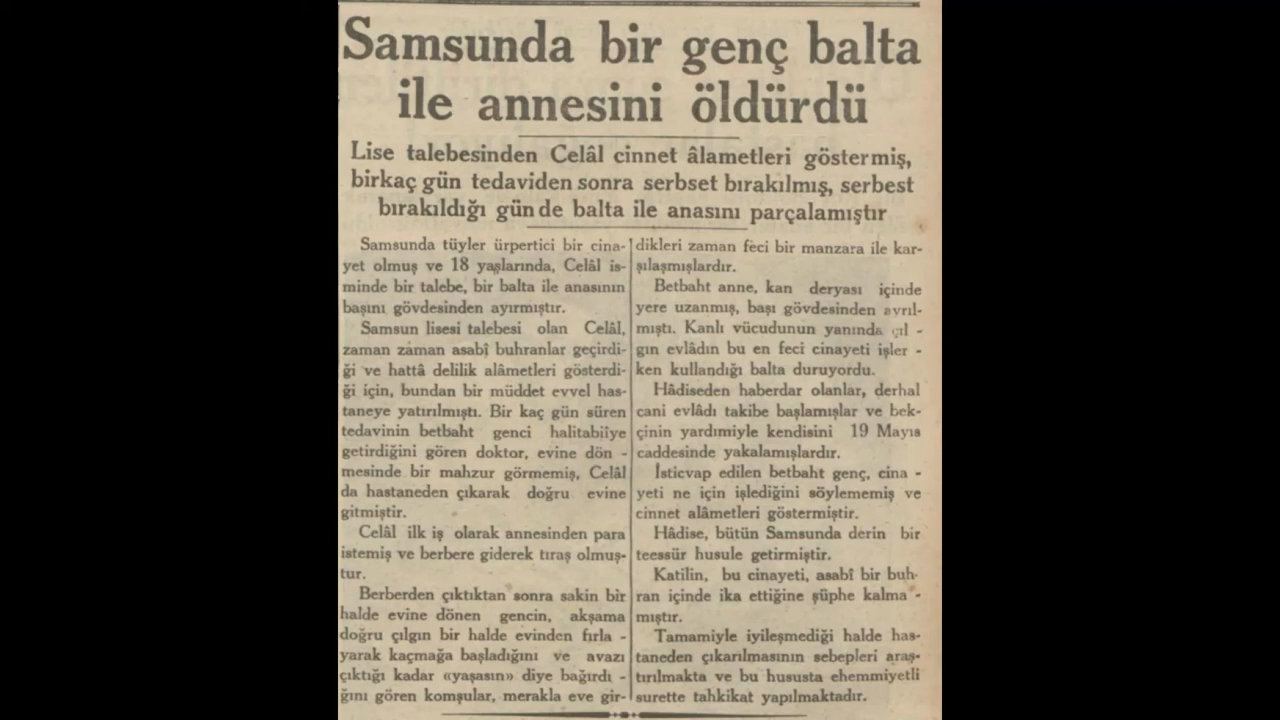 Samsunda bir genç balta
ile annesini öldürdü
Lise talebesinden Celâl cinnet âlametleri göstermiş,
birkaç gün tedaviden sonra serbset bırakılmış, serbest
bırakıldığı gün de balta ile anasını parçalamıştır
Samsunda tüyler ürpertici bir cina-
yet olmuş ve 18 yaşlarında, Celâl is-
minde bir talebe, bir balta ile anasının
başını gövdesinden ayırmıştır.
Samsun lisesi talebesi olan Celâl,
zaman zaman asabî buhranlar geçirdi-
ği ve hattâ delilik alâmetleri gösterdi-
ği için, bundan bir müddet evvel has-
taneye yatırılmıştı. Bir kaç gün süren
tedavinin betbaht genci halitabiîye
getirdiğini gören doktor, evine dön -
mesinde bir mahzur görmemiş, Celâl
da hastaneden çıkarak doğru evine
gitmiştir.
Celâl ilk iş olarak annesinden para
istemiş ve berbere giderek tıraş olmuş-
tur.
Berberden çıktıktan sonra sakin bir
halde evine dönen gencin, akşama
doğru çılgın bir halde evinden fırla -
yarak kaçmağa başladığını ve avazı
çıktığı kadar «yaşasın» diye bağırdı -
ğını gören komşular, merakla eve gir-
dikleri zaman feci bir manzara ile kar-
şılaşmışlardır.
Betbaht anne, kan deryası içinde
yere uzanmış, başı gövdesinden ayrıl-
mıştı. Kanlı vücudunun yanında çıl -
gın evlâdın bu en feci cinayeti işler -
ken kullandığı balta duruyordu.
Hâdiseden haberdar olanlar, derhal
cani evlâdı takibe başlamışlar ve bek-
çinin yardımiyle kendisini 19 Mayıs
caddesinde yakalamışlardır.
İsticvap edilen betbaht genç, cina -
yeti ne için işlediğini söylememiş ve
cinnet alâmetleri göstermiştir.
Hâdise, bütün Samsunda derin bir
teessür husule getirmiştir.
Katilin, bu cinayeti, asabî bir buh-
ran içinde ika ettiğine şüphe kalma -
mıştır.
Tamamiyle iyileşmediği halde has-
taneden çıkarılmasının sebepleri araş-
tırılmakta ve bu hususta ehemmiyetli
surette tahkikat yapılmaktadır.